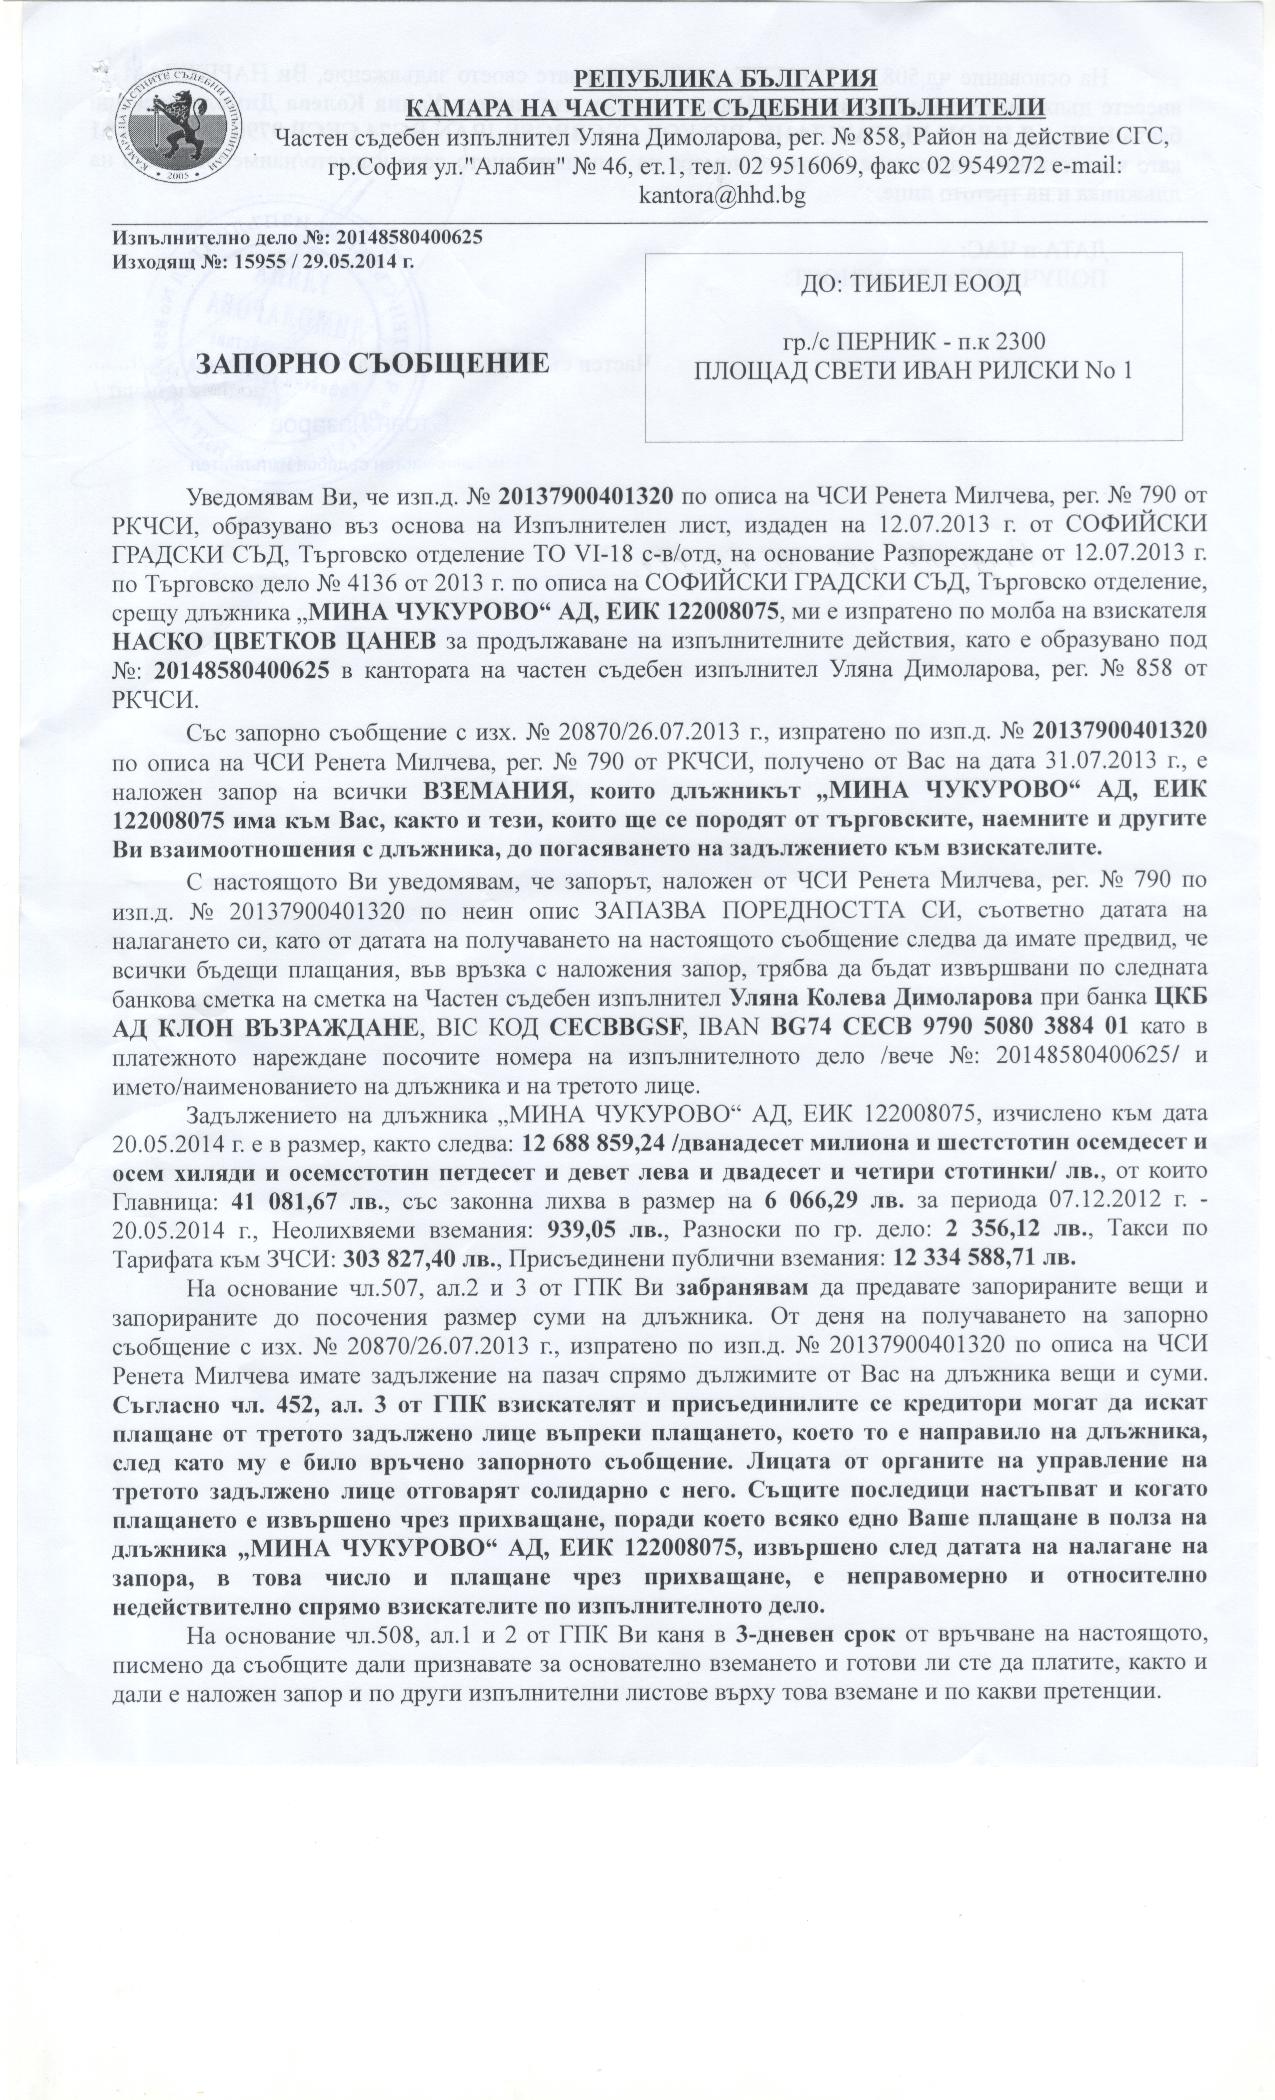 РЕПУБЛИКА БЪЛГАРИЯ
КАМАРА НА ЧАСТНИТЕ СЪДЕБНИ ИЗПЪЛНИТЕЛИ
Частен съдебен изпълнител Уляна Димоларова, рег. № 858, Район на действие СГС,
гр.София ул."Алабин" № 46, ет.1, тел. 02 9516069, факс 02 9549272 e-mail:
kantora@hhd.bg
КАМАРА НА ЧАСТНИТЕ СЪДЕБНИ ИЗПЪЛНИТЕЛИ
• 2005 •
Изпълнително дело №: 20148580400625
Изходящ №: 15955 / 29.05.2014 г.
ДО: ТИБИЕЛ ЕООД
гр./с ПЕРНИК - п.к 2300
ПЛОЩАД СВЕТИ ИВАН РИЛСКИ No 1
ЗАПОРНО СЪОБЩЕНИЕ
Уведомявам Ви, че изп.д. № 20137900401320 по описа на ЧСИ Ренета Милчева, рег. № 790 от
РКЧСИ, образувано въз основа на Изпълнителен лист, издаден на 12.07.2013 г. от СОФИЙСКИ
ГРАДСКИ СЪД, Търговско отделение ТО VI-18 с-в/отд, на основание Разпореждане от 12.07.2013 г.
по Търговско дело № 4136 от 2013 г. по описа на СОФИЙСКИ ГРАДСКИ СЪД, Търговско отделение,
срещу длъжника „МИНА ЧУКУРОВО“ АД, ЕИК 122008075, ми е изпратено по молба на взискателя
НАСКО ЦВЕТКОВ ЦАНЕВ за продължаване на изпълнителните действия, като е образувано под
№: 20148580400625 в кантората на частен съдебен изпълнител Уляна Димоларова, рег. № 858 от
РКЧСИ.
Със запорно съобщение с изх. № 20870/26.07.2013 г., изпратено по изп.д. № 20137900401320
по описа на ЧСИ Ренета Милчева, рег. № 790 от РКЧСИ, получено от Вас на дата 31.07.2013 г., е
наложен запор на всички ВЗЕМАНИЯ, които длъжникът „МИНА ЧУКУРОВО“ АД, ЕИК
122008075 има към Вас, както и тези, които ще се породят от търговските, наемните и другите
Ви взаимоотношения с длъжника, до погасяването на задължението към взискателите.
С настоящото Ви уведомявам, че запорът, наложен от ЧСИ Ренета Милчева, рег. № 790 по
изп.д. № 20137900401320 по неин опис ЗАПАЗВА ПОРЕДНОСТТА СИ, съответно датата на
налагането си, като от датата на получаването на настоящото съобщение следва да имате предвид, че
всички бъдещи плащания, във връзка с наложения запор, трябва да бъдат извършвани по следната
банкова сметка на сметка на Частен съдебен изпълнител Уляна Колева Димоларова при банка ЦКБ
АД КЛОН ВЪЗРАЖДАНЕ, BIC КОД CECBBGSF, IBAN BG74 CECB 9790 5080 3884 01 като в
платежното нареждане посочите номера на изпълнителното дело /вече №: 20148580400625/ и
името/наименованието на длъжника и на третото лице.
Задължението на длъжника „МИНА ЧУКУРОВО“ АД, ЕИК 122008075, изчислено към дата
20.05.2014 г. е в размер, както следва: 12 688 859,24 /дванадесет милиона и шестстотин осемдесет и
осем хиляди и осемсстотин петдесет и девет лева и двадесет и четири стотинки/ лв., от които
Главница: 41 081,67 лв., със законна лихва в размер на 6 066,29 лв. за периода 07.12.2012 г. -
20.05.2014 г., Неолихвяеми вземания: 939,05 лв., Разноски по гр. дело: 2 356,12 лв., Такси по
Тарифата към ЗЧСИ: 303 827,40 лв., Присъединени публични вземания: 12 334 588,71 лв.
На основание чл.507, ал.2 и 3 от ГПК Ви забранявам да предавате запорираните вещи и
запорираните до посочения размер суми на длъжника. От деня на получаването на запорно
съобщение с изх. № 20870/26.07.2013 г., изпратено по изп.д. № 20137900401320 по описа на ЧСИ
Ренета Милчева имате задължение на пазач спрямо дължимите от Вас на длъжника вещи и суми.
Съгласно чл. 452, ал. 3 от ГПК взискателят и присъединилите се кредитори могат да искат
плащане от третото задължено лице въпреки плащането, което то е направило на длъжника,
след като му е било връчено запорното съобщение. Лицата от органите на управление на
третото задължено лице отговарят солидарно с него. Същите последици настъпват и когато
плащането е извършено чрез прихващане, поради което всяко едно Ваше плащане в полза на
длъжника „МИНА ЧУКУРОВО“ АД, ЕИК 122008075, извършено след датата на налагане на
запора, в това число и плащане чрез прихващане, е неправомерно и относително
недействително спрямо взискателите по изпълнителното дело.
На основание чл.508, ал.1 и 2 от ГПК Ви каня в 3-дневен срок от връчване на настоящото,
писмено да съобщите дали признавате за основателно вземането и готови ли сте да платите, както и
дали е наложен запор и по други изпълнителни листове върху това вземане и по какви претенции.